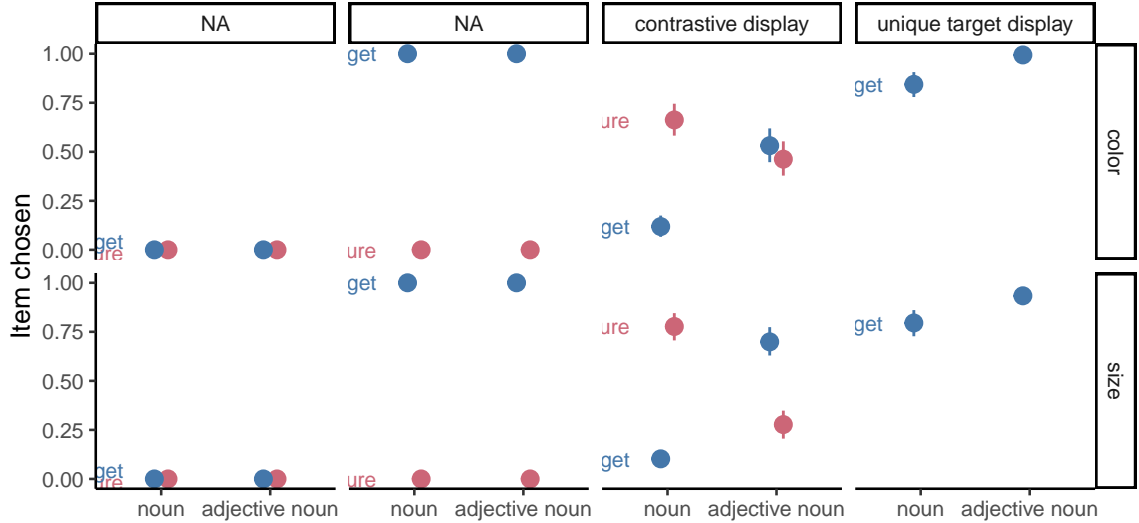 NA
NA
contrastive display
unique target display
Item chosen
1.00
0.75
0.50
0.25
0.00
get
ure
get
ure
ure
get
get
color
1.00
0.75
0.50
0.25
0.00
get
ure
get
ure
ure
get
get
size
noun
adjective noun
noun
adjective noun
noun
adjective noun
noun
adjective noun